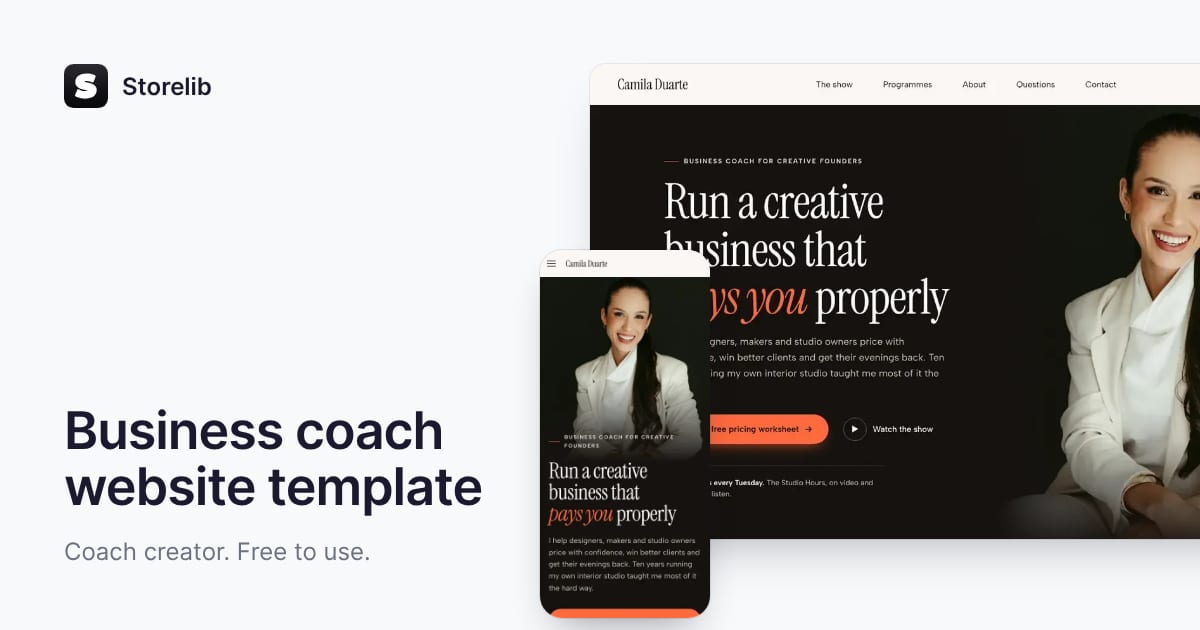 Storelib
Business coach
website template
Coach creator. Free to use.
Camila Duarte
The show
Programmes
About
Questions
Contact
BUSINESS COACH FOR CREATIVE FOUNDERS
Run a creative
business that
you properly
makers and studio owners price with
win better clients and get their evenings back. Ten
my own interior studio taught me most of it the
free pricing worksheet →
Watch the show
every Tuesday. The Studio Hours, on video and
listen.
Camila Duarte
BUSINESS COACH FOR CREATIVE
FOUNDERS
Run a creative
business that
pays you properly
I help designers, makers and studio owners
price with confidence, win better clients and
get their evenings back. Ten years running
my own interior studio taught me most of it
the hard way.